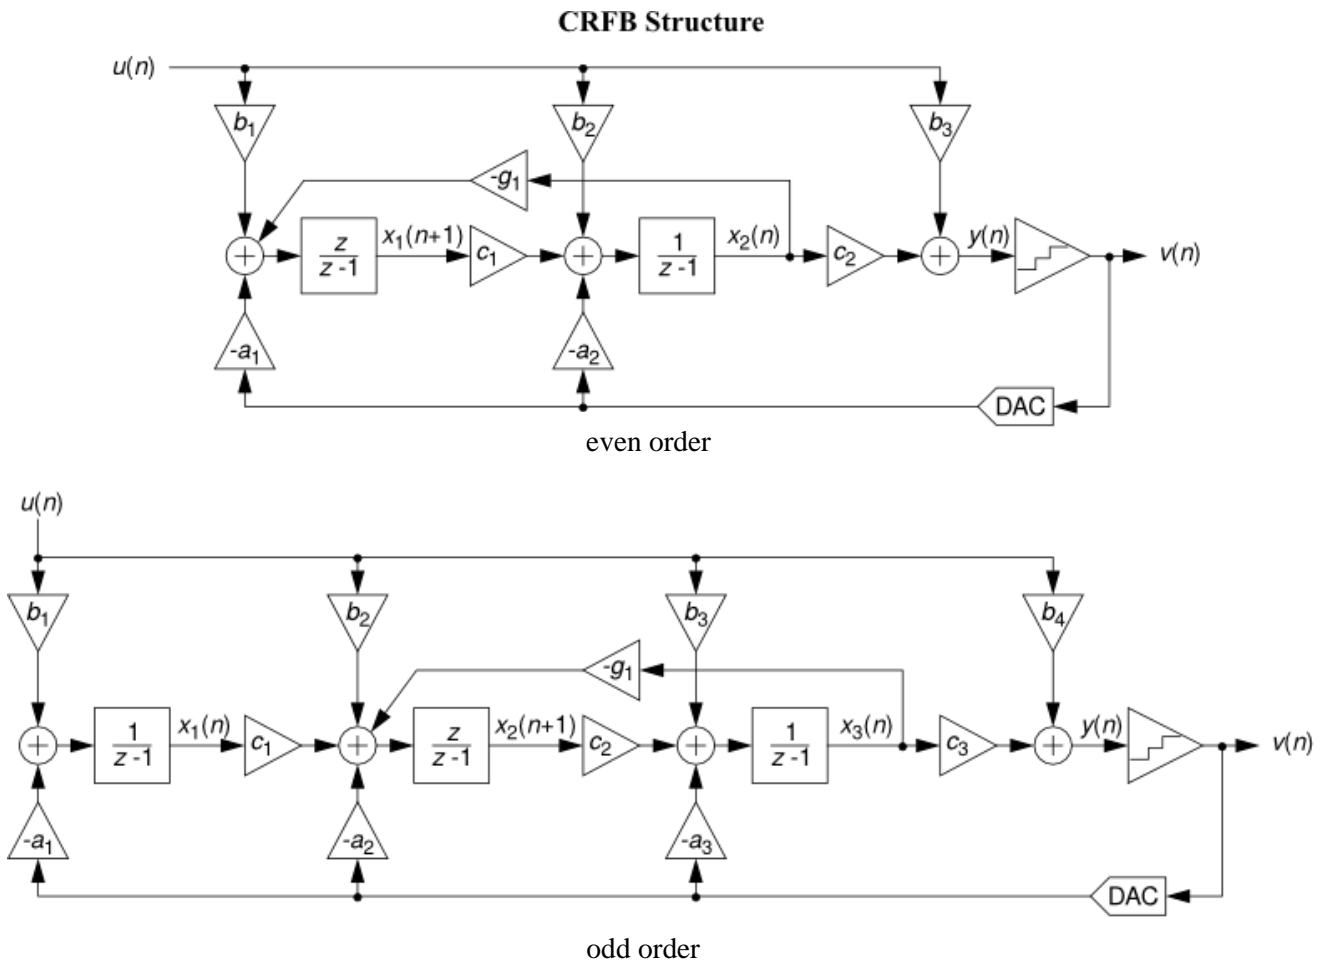 CRFB Structure
u(n)
b1 b2 b3
-g1
z x1(n+1) c1 1 x2(n) c2 y(n) v(n)
z -1 z -1
-a1 -a2
DAC
even order
u(n)
b1 b2 b3 b4
-g1
1 x1(n) c1 z x2(n+1) c2 1 x3(n) c3 y(n) v(n)
z -1 z -1 z -1
-a1 -a2 -a3
DAC
odd order